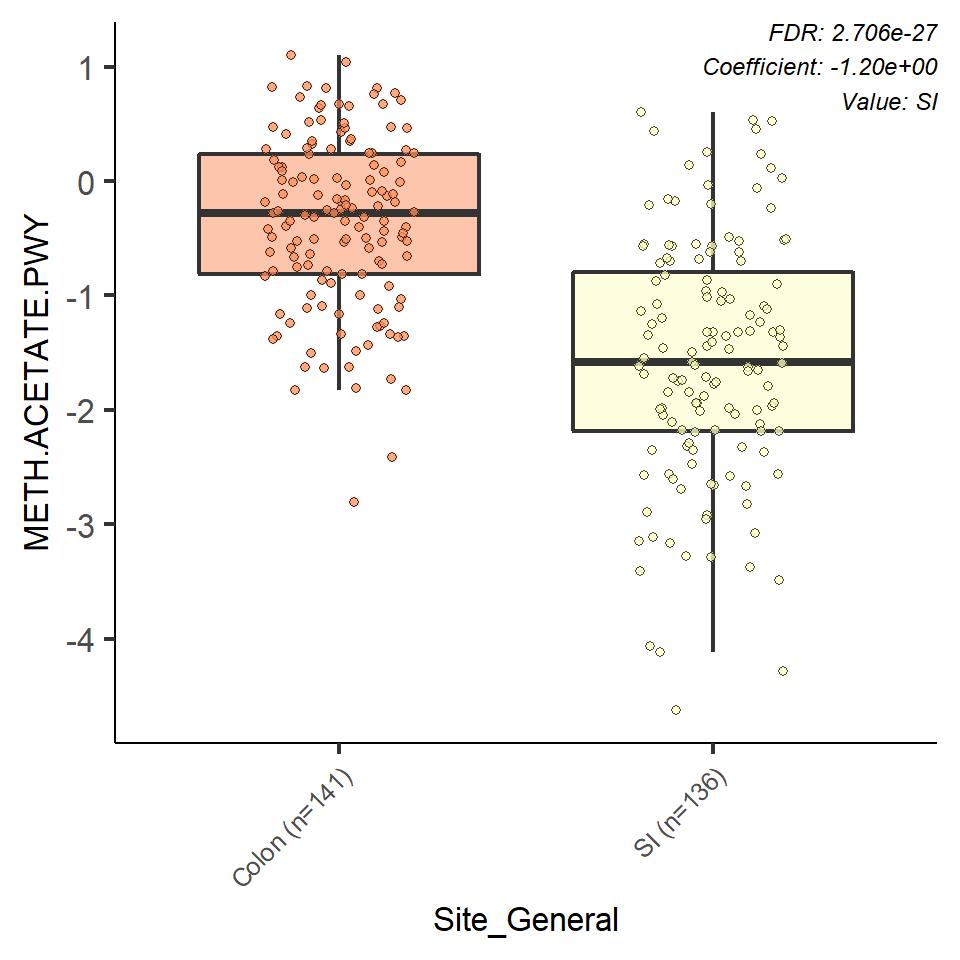 FDR: 2.706e-27
Coefficient: -1.20e+00
Value: SI
METH.ACETATE.PWY
1
0
-1
-2
-3
-4
Colon (n=141)
SI (n=136)
Site_General